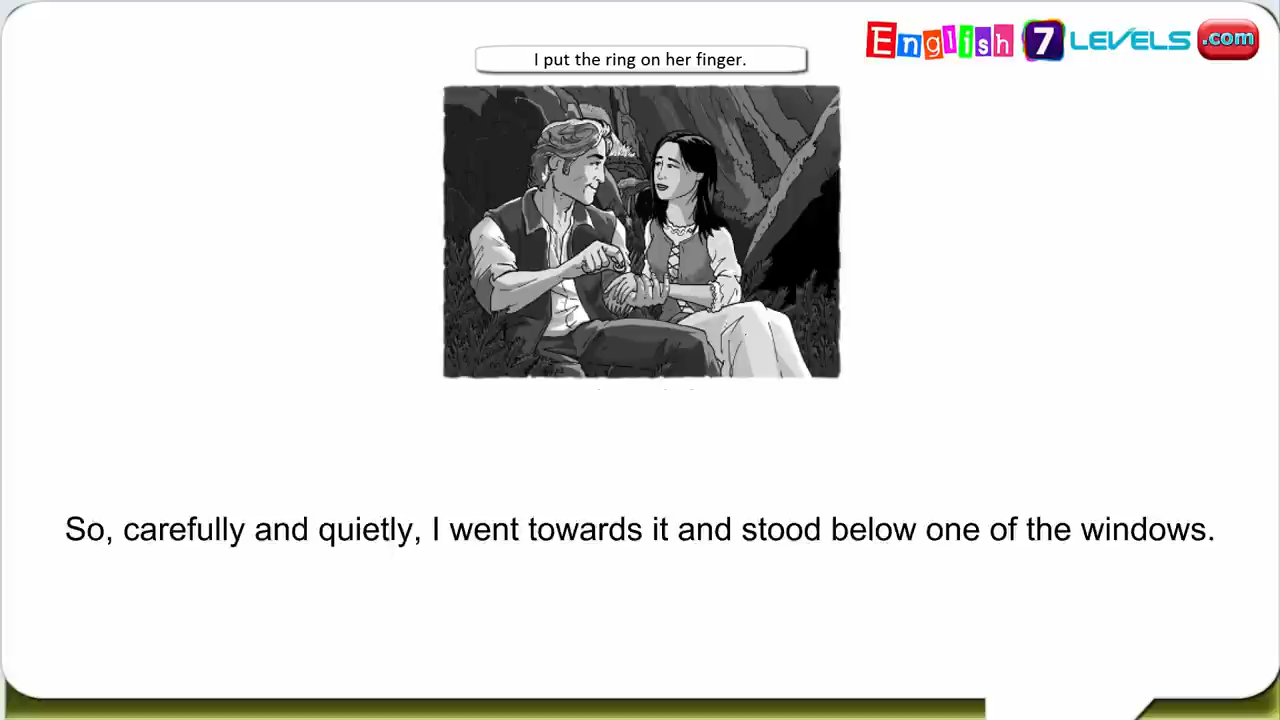 English 7 LEVELS .com
I put the ring on her finger.
So, carefully and quietly, I went towards it and stood below one of the windows.